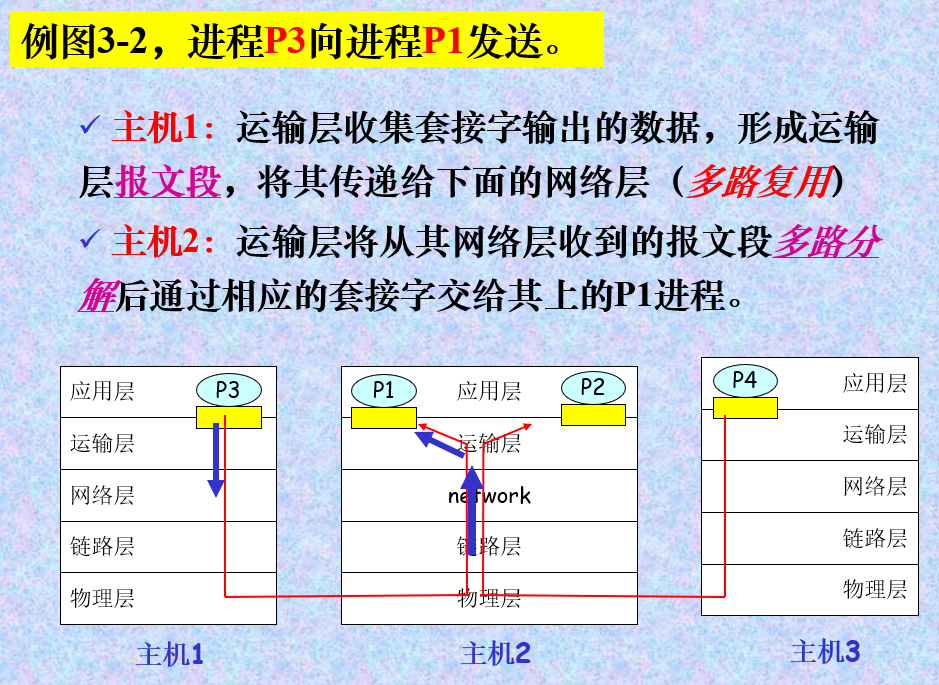 例图3-2，进程P3向进程P1发送。
✓ 主机1：运输层收集套接字输出的数据，形成运输
层报文段，将其传递给下面的网络层（多路复用）
✓ 主机2：运输层将从其网络层收到的报文段多路分
解后通过相应的套接字交给其上的P1进程。
应用层 P3
运输层
网络层
链路层
物理层
主机1
P1 应用层 P2
运输层
network
链路层
物理层
主机2
P4 应用层
运输层
网络层
链路层
物理层
主机3